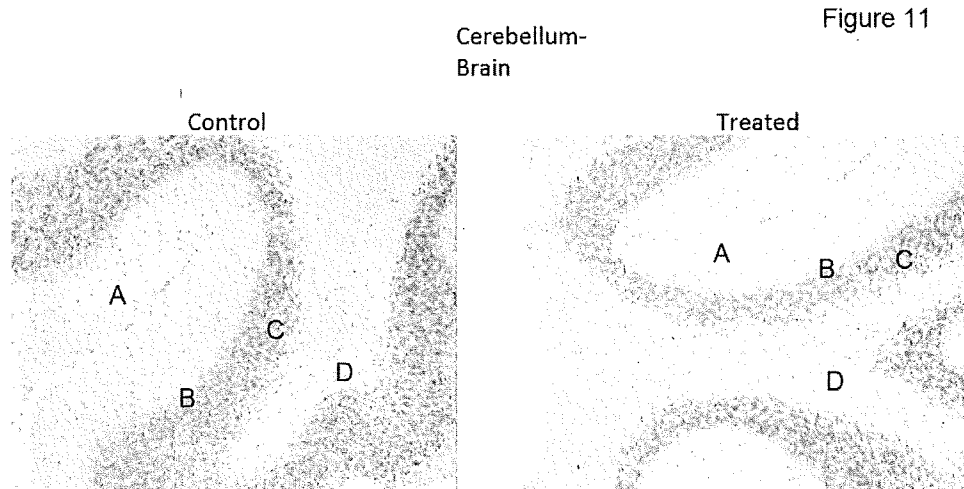 Figure 11
Cerebellum-
Brain
Control
Treated
A
B
C
D
A
B
C
D